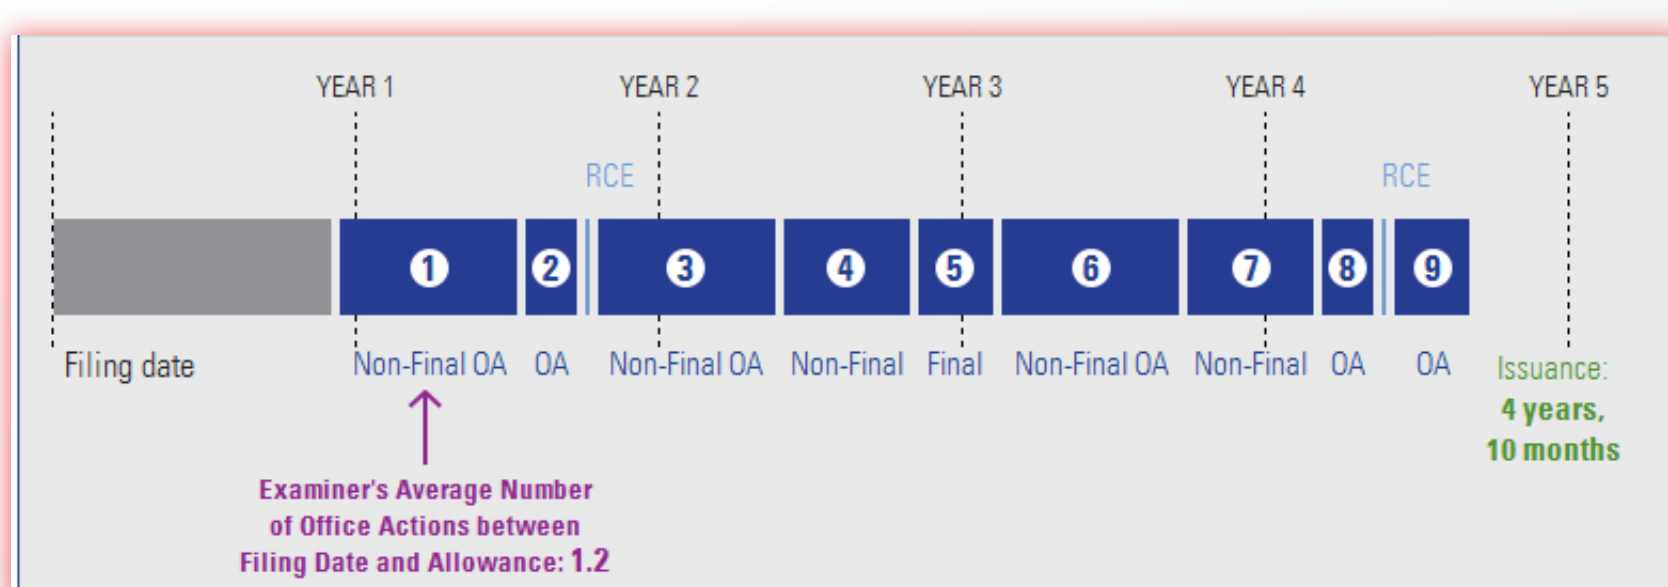 YEAR 1 YEAR 2 YEAR 3 YEAR 4 YEAR 5
RCE RCE
1 2 3 4 5 6 7 8 9
Filing date Non-Final OA OA Non-Final OA Non-Final Final Non-Final OA Non-Final OA OA
Issuance:
4 years,
10 months
Examiner's Average Number
of Office Actions between
Filing Date and Allowance: 1.2